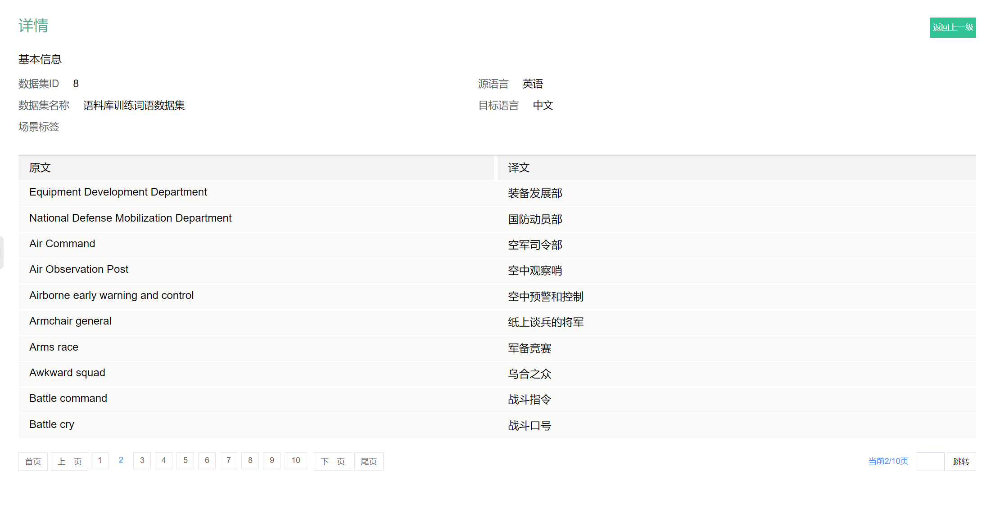 详情
返回上一级
基本信息
数据集ID 8
源语言 英语
数据集名称 语料库训练词语数据集
目标语言 中文
场景标签
原文 译文
Equipment Development Department 装备发展部
National Defense Mobilization Department 国防动员部
Air Command 空军司令部
Air Observation Post 空中观察哨
Airborne early warning and control 空中预警和控制
Armchair general 纸上谈兵的将军
Arms race 军备竞赛
Awkward squad 乌合之众
Battle command 战斗指令
Battle cry 战斗口号
首页 上一页 1 2 3 4 5 6 7 8 9 10 下一页 尾页 当前2/10页 跳转